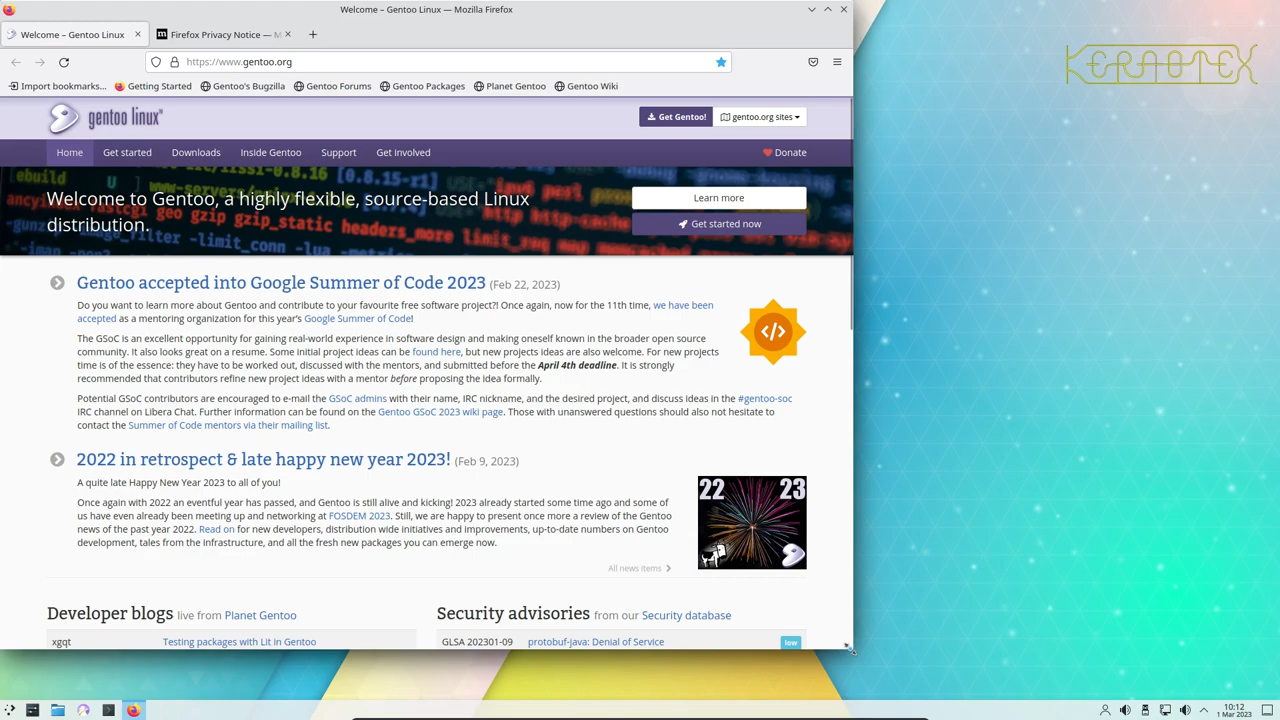 Welcome – Gentoo Linux — Mozilla Firefox
Welcome – Gentoo Linux
Firefox Privacy Notice — M
https://www.gentoo.org
Import bookmarks...
Getting Started
Gentoo's Bugzilla
Gentoo Forums
Gentoo Packages
Planet Gentoo
Gentoo Wiki
KERAOTEX
gentoo linux
Get Gentoo!
gentoo.org sites
Home
Get started
Downloads
Inside Gentoo
Support
Get involved
Donate
Welcome to Gentoo, a highly flexible, source-based Linux
distribution.
Learn more
Get started now
Gentoo accepted into Google Summer of Code 2023 (Feb 22, 2023)
Do you want to learn more about Gentoo and contribute to your favourite free software project?! Once again, now for the 11th time, we have been
accepted as a mentoring organization for this year's Google Summer of Code!
The GSoC is an excellent opportunity for gaining real-world experience in software design and making oneself known in the broader open source
community. It also looks great on a resume. Some initial project ideas can be found here, but new projects ideas are also welcome. For new projects
time is of the essence: they have to be worked out, discussed with the mentors, and submitted before the April 4th deadline. It is strongly
recommended that contributors refine new project ideas with a mentor before proposing the idea formally.
Potential GSoC contributors are encouraged to e-mail the GSoC admins with their name, IRC nickname, and the desired project, and discuss ideas in the #gentoo-soc
IRC channel on Libera Chat. Further information can be found on the Gentoo GSoC 2023 wiki page. Those with unanswered questions should also not hesitate to
contact the Summer of Code mentors via their mailing list.
2022 in retrospect & late happy new year 2023! (Feb 9, 2023)
A quite late Happy New Year 2023 to all of you!
Once again with 2022 an eventful year has passed, and Gentoo is still alive and kicking! 2023 already started some time ago and some of
us have even already been meeting up and networking at FOSDEM 2023. Still, we are happy to present once more a review of the Gentoo
news of the past year 2022. Read on for new developers, distribution wide initiatives and improvements, up-to-date numbers on Gentoo
development, tales from the infrastructure, and all the fresh new packages you can emerge now.
22 23
All news items
Developer blogs live from Planet Gentoo
Security advisories from our Security database
xgqt
Testing packages with Lit in Gentoo
GLSA 202301-09
protobuf-java: Denial of Service
low
10:12
1 Mar 2023